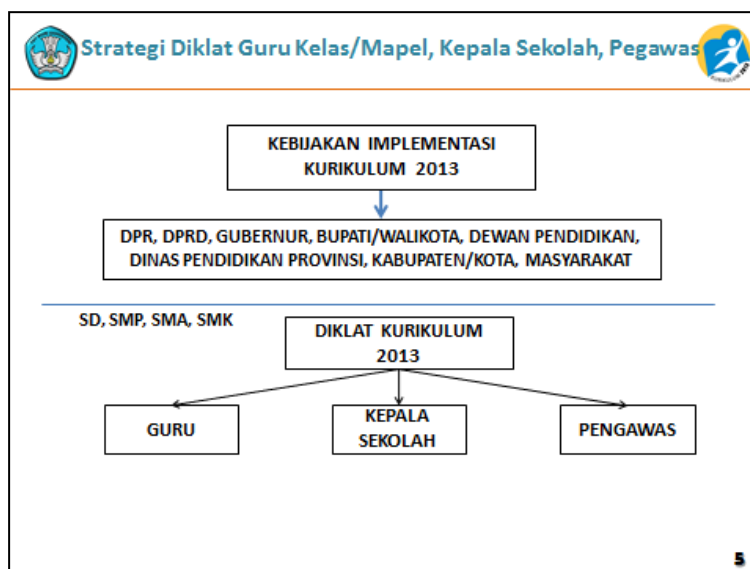 Strategi Diklat Guru Kelas/Mapel, Kepala Sekolah, Pegawas
KEBIJAKAN IMPLEMENTASI
KURIKULUM 2013
DPR, DPRD, GUBERNUR, BUPATI/WALIKOTA, DEWAN PENDIDIKAN,
DINAS PENDIDIKAN PROVINSI, KABUPATEN/KOTA, MASYARAKAT
SD, SMP, SMA, SMK
DIKLAT KURIKULUM
2013
GURU
KEPALA
SEKOLAH
PENGAWAS
5